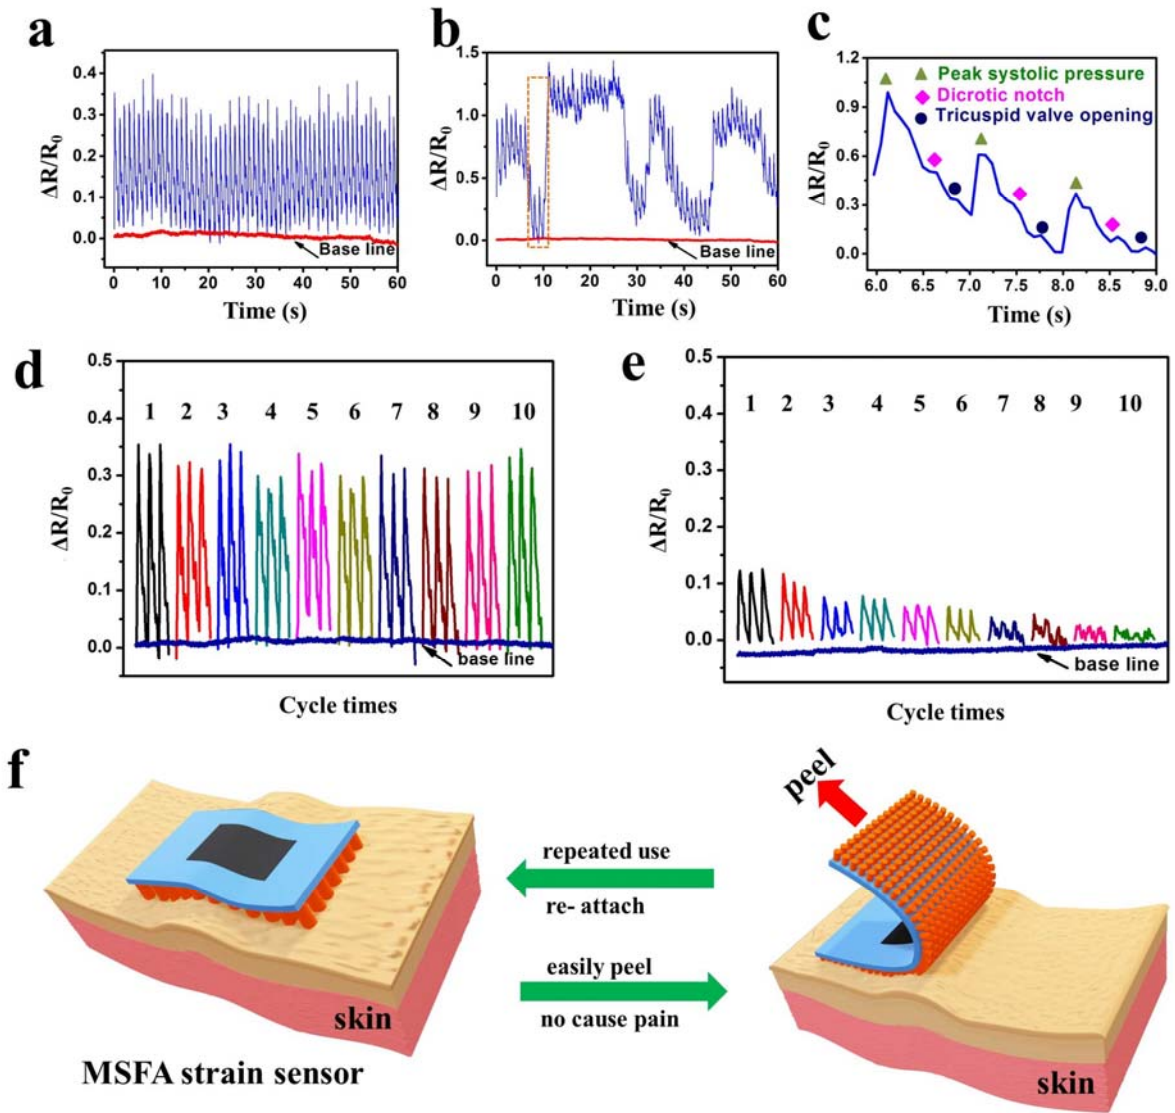 a
0.4
0.3
0.2
0.1
0.0
ΔR/R0
Base line
0 10 20 30 40 50 60
Time (s)
b
1.5
1.0
0.5
0.0
ΔR/R0
Base line
0 10 20 30 40 50 60
Time (s)
c
1.2
0.9
0.6
0.3
0.0
ΔR/R0
Peak systolic pressure
Dicrotic notch
Tricuspid valve opening
6.0 6.5 7.0 7.5 8.0 8.5 9.0
Time (s)
d
0.5
0.4
0.3
0.2
0.1
0.0
ΔR/R0
1 2 3 4 5 6 7 8 9 10
base line
Cycle times
e
0.5
0.4
0.3
0.2
0.1
0.0
ΔR/R0
1 2 3 4 5 6 7 8 9 10
base line
Cycle times
f
peel
repeated use
re- attach
easily peel
no cause pain
skin
skin
MSFA strain sensor